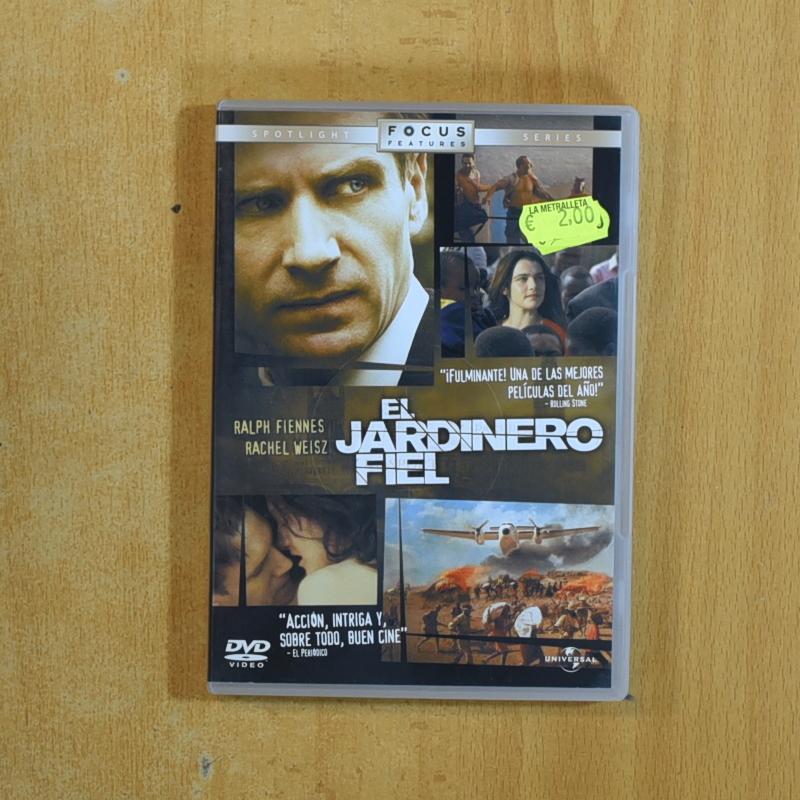 SPOTLIGHT
FOCUS
FEATURES
SERIES
LA METRALLETA
€ 2.00
"¡FULMINANTE! UNA DE LAS MEJORES
PELÍCULAS DEL AÑO!"
- ROLLING STONE
RALPH FIENNES
RACHEL WEISZ
EL
JARDINERO
FIEL
"ACCIÓN, INTRIGA Y,
SOBRE TODO, BUEN CINE"
- EL PERIÓDICO
DVD
VIDEO
UNIVERSAL